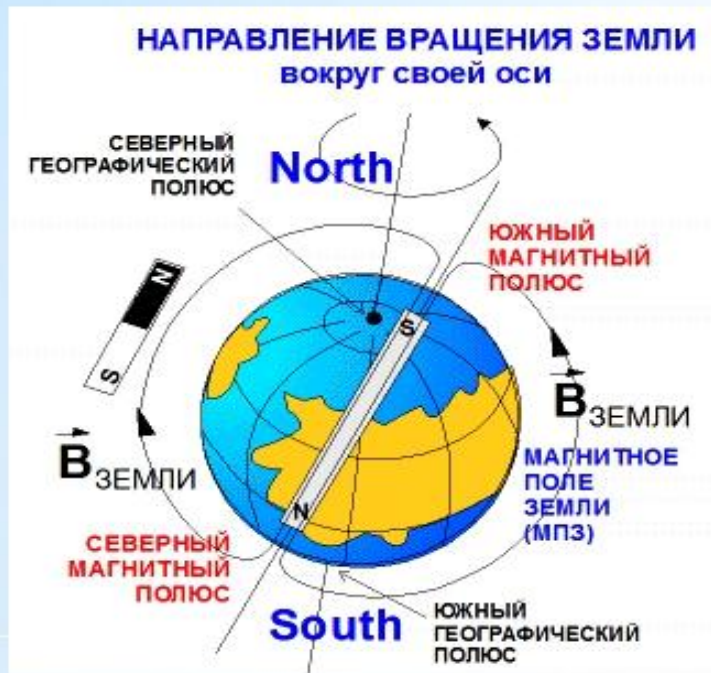 НАПРАВЛЕНИЕ ВРАЩЕНИЯ ЗЕМЛИ
вокруг своей оси
СЕВЕРНЫЙ
ГЕОГРАФИЧЕСКИЙ
ПОЛЮС
North
ЮЖНЫЙ
МАГНИТНЫЙ
ПОЛЮС
N
S
S
B ЗЕМЛИ
B ЗЕМЛИ
МАГНИТНОЕ
ПОЛЕ
ЗЕМЛИ
(МПЗ)
N
СЕВЕРНЫЙ
МАГНИТНЫЙ
ПОЛЮС
South
ЮЖНЫЙ
ГЕОГРАФИЧЕСКИЙ
ПОЛЮС